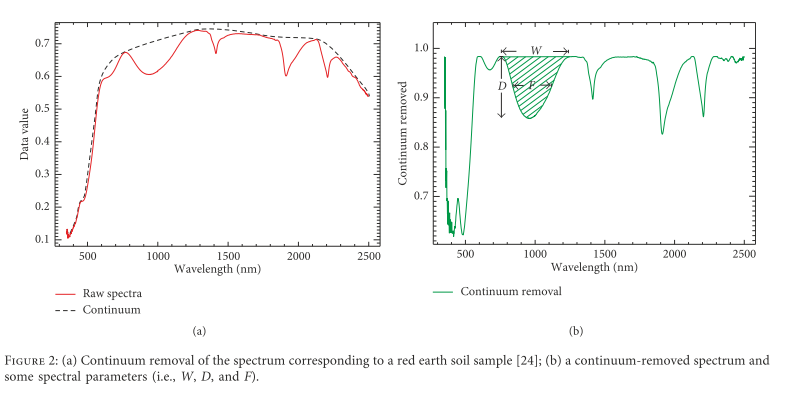 0.7
0.6
0.5
0.4
0.3
0.2
0.1
Data value
500 1000 1500 2000 2500
Wavelength (nm)
Raw spectra
Continuum
(a)
1.0
0.9
0.8
0.7
Continuum removed
W
D
F
500 1000 1500 2000 2500
Wavelength (nm)
Continuum removal
(b)
Figure 2: (a) Continuum removal of the spectrum corresponding to a red earth soil sample [24]; (b) a continuum-removed spectrum and
some spectral parameters (i.e., W, D, and F).